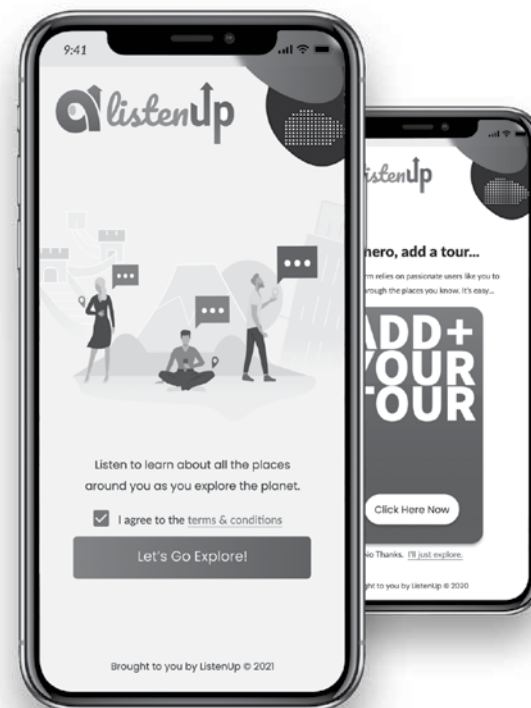 9:41
a listenUp
Listen to learn about all the places
around you as you explore the planet.
I agree to the terms & conditions
Let's Go Explore!
Brought to you by ListenUp © 2021
listenUp
hero, add a tour...
relies on passionate users like you to
the places you know. It's easy...
ADD+
YOUR
TOUR
Click Here Now
No Thanks. I'll just explore.
to you by ListenUp © 2020